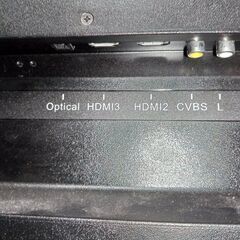 Optical HDMI3 HDMI2 CVBS L